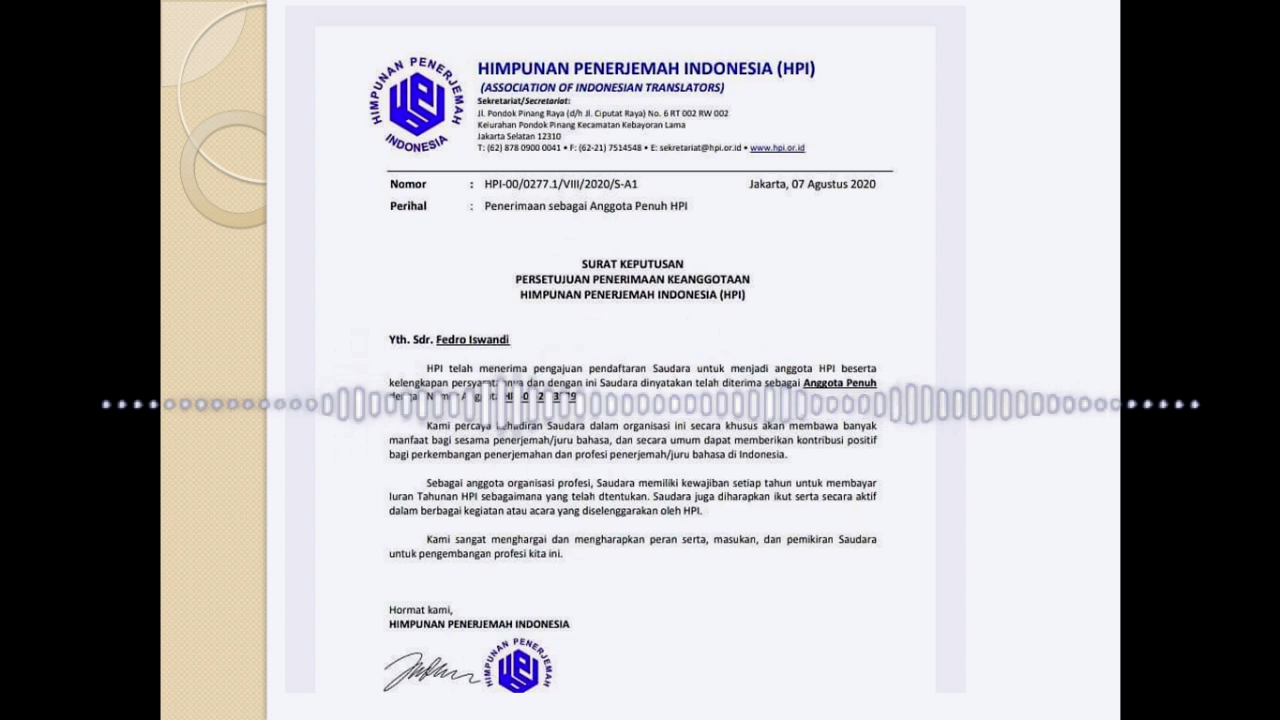 HIMPUNAN PENERJEMAH INDONESIA
HIMPUNAN PENERJEMAH INDONESIA (HPI)
(ASSOCIATION OF INDONESIAN TRANSLATORS)
Sekretariat/Secretariat:
Jl. Pondok Pinang Raya (d/h Jl. Ciputat Raya) No. 6 RT 002 RW 002
Kelurahan Pondok Pinang Kecamatan Kebayoran Lama
Jakarta Selatan 12310
T: (62) 878 0900 0041 • F: (62-21) 7514548 • E: sekretariat@hpi.or.id • www.hpi.or.id
Nomor : HPI-00/0277.1/VIII/2020/S-A1 Jakarta, 07 Agustus 2020
Perihal : Penerimaan sebagai Anggota Penuh HPI
SURAT KEPUTUSAN
PERSETUJUAN PENERIMAAN KEANGGOTAAN
HIMPUNAN PENERJEMAH INDONESIA (HPI)
Yth. Sdr. Fedro Iswandi
HPI telah menerima pengajuan pendaftaran Saudara untuk menjadi anggota HPI beserta
kelengkapan persyaratannya dan dengan ini Saudara dinyatakan telah diterima sebagai Anggota Penuh
dengan Nomor Anggota
Kami percaya kehadiran Saudara dalam organisasi ini secara khusus akan membawa banyak
manfaat bagi sesama penerjemah/juru bahasa, dan secara umum dapat memberikan kontribusi positif
bagi perkembangan penerjemahan dan profesi penerjemah/juru bahasa di Indonesia.
Sebagai anggota organisasi profesi, Saudara memiliki kewajiban setiap tahun untuk membayar
Iuran Tahunan HPI sebagaimana yang telah dtentukan. Saudara juga diharapkan ikut serta secara aktif
dalam berbagai kegiatan atau acara yang diselenggarakan oleh HPI.
Kami sangat menghargai dan mengharapkan peran serta, masukan, dan pemikiran Saudara
untuk pengembangan profesi kita ini.
Hormat kami,
HIMPUNAN PENERJEMAH INDONESIA
HIMPUNAN PENERJEMAH